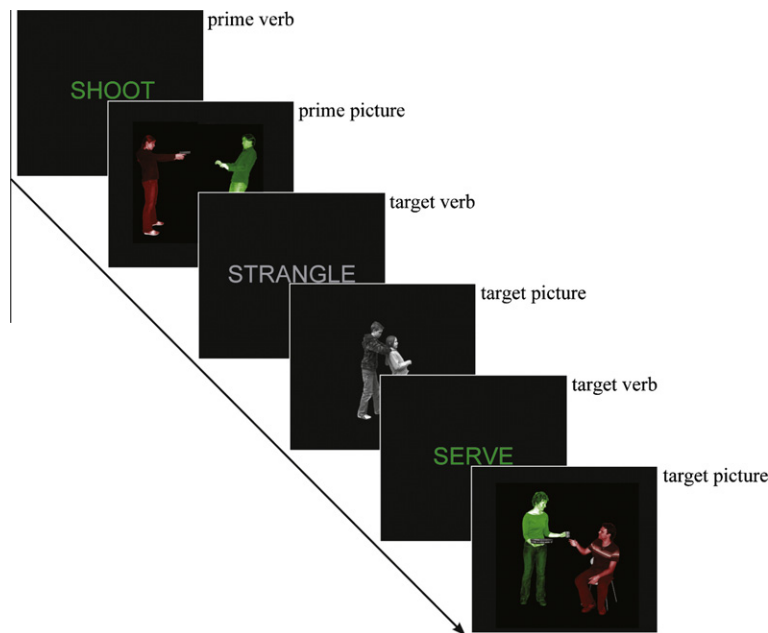 prime verb
SHOOT
prime picture
target verb
STRANGLE
target picture
target verb
SERVE
target picture